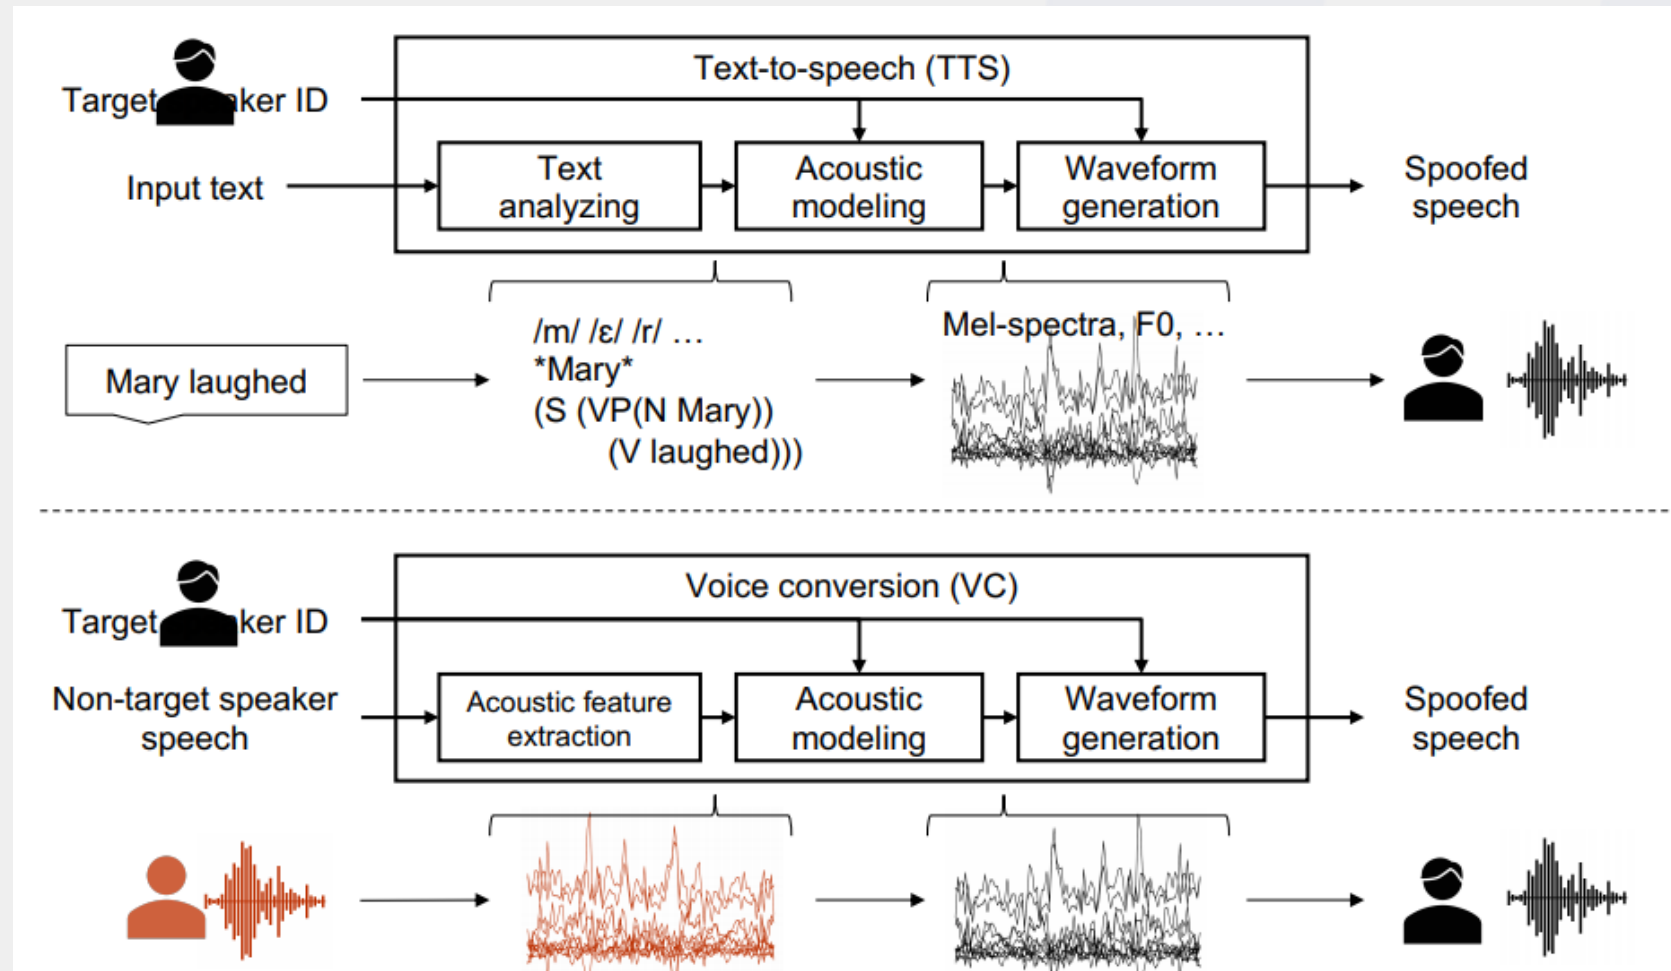 Text-to-speech (TTS)
Target ker ID
Input text
Text
analyzing
Acoustic
modeling
Waveform
generation
Spoofed
speech
Mary laughed
/m/ /ε/ /r/ …
*Mary*
(S (VP(N Mary))
(V laughed)))
Mel-spectra, F0, …
Voice conversion (VC)
Target ker ID
Non-target speaker
speech
Acoustic feature
extraction
Acoustic
modeling
Waveform
generation
Spoofed
speech